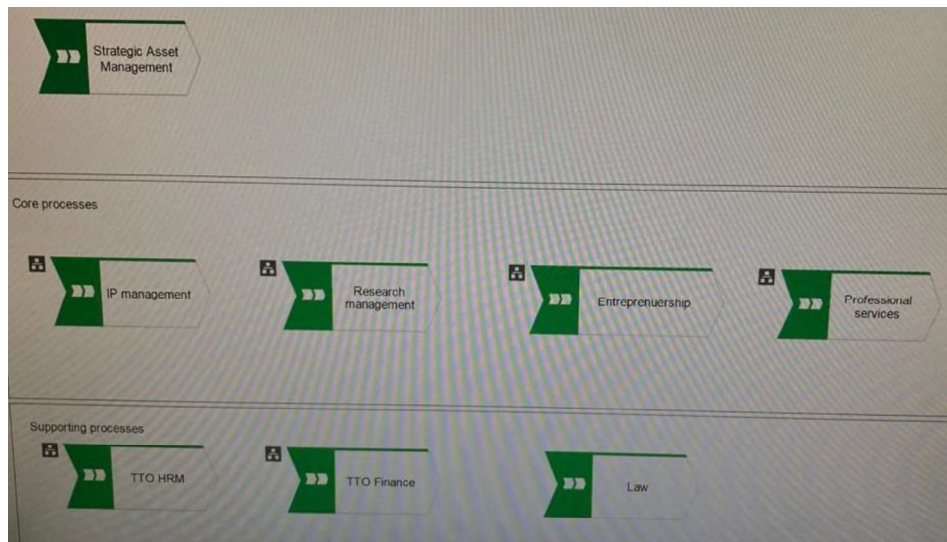 Strategic Asset
Management
Core processes
IP management
Research
management
Entreprenuership
Professional
services
Supporting processes
TTO HRM
TTO Finance
Law